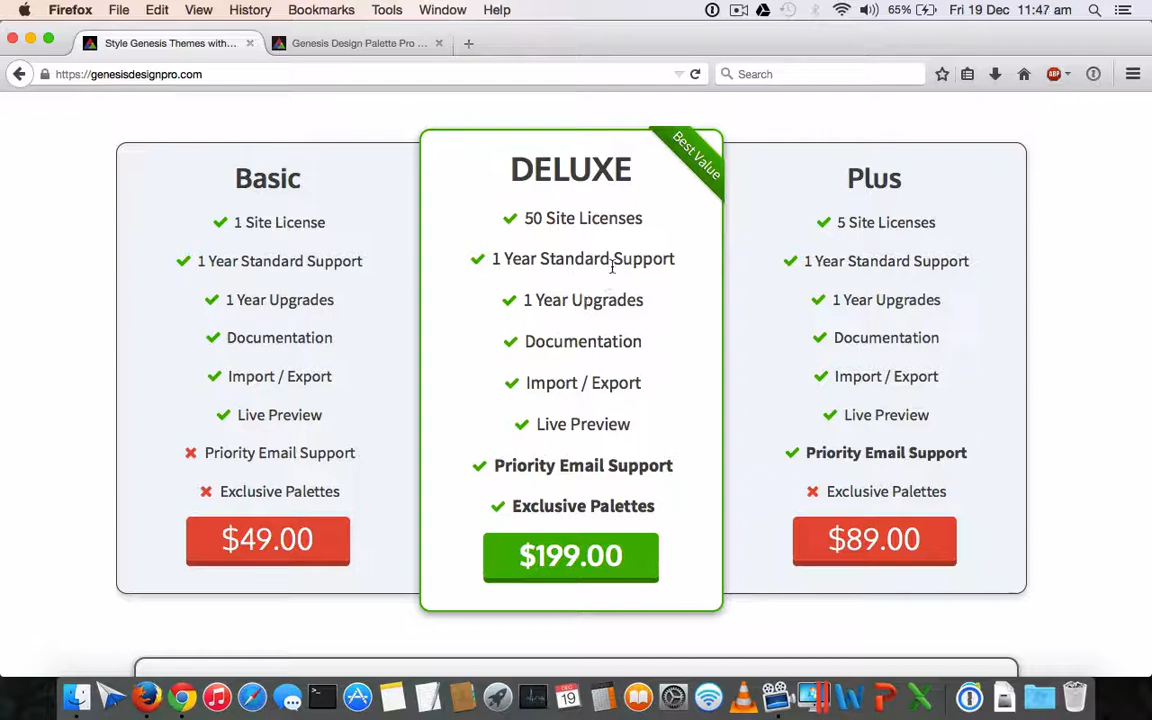 Firefox File Edit View History Bookmarks Tools Window Help 65% Fri 19 Dec 11:47 am
Style Genesis Themes with... Genesis Design Palette Pro ...
https://genesisdesignpro.com Search ABP
Best Value
Basic
1 Site License
1 Year Standard Support
1 Year Upgrades
Documentation
Import / Export
Live Preview
Priority Email Support
Exclusive Palettes
$49.00
DELUXE
50 Site Licenses
1 Year Standard Support
1 Year Upgrades
Documentation
Import / Export
Live Preview
Priority Email Support
Exclusive Palettes
$199.00
Plus
5 Site Licenses
1 Year Standard Support
1 Year Upgrades
Documentation
Import / Export
Live Preview
Priority Email Support
Exclusive Palettes
$89.00
DEC
19